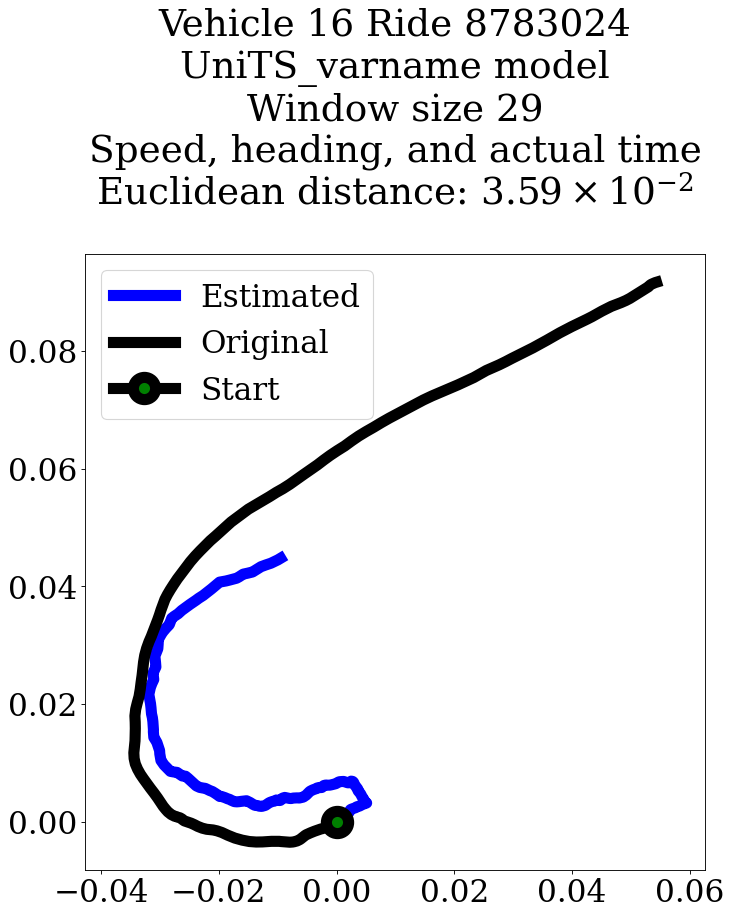 Vehicle 16 Ride 8783024
UniTS_varname model
Window size 29
Speed, heading, and actual time
Euclidean distance: 3.59 × 10⁻²
Estimated
Original
Start
0.08
0.06
0.04
0.02
0.00
−0.04 −0.02 0.00 0.02 0.04 0.06